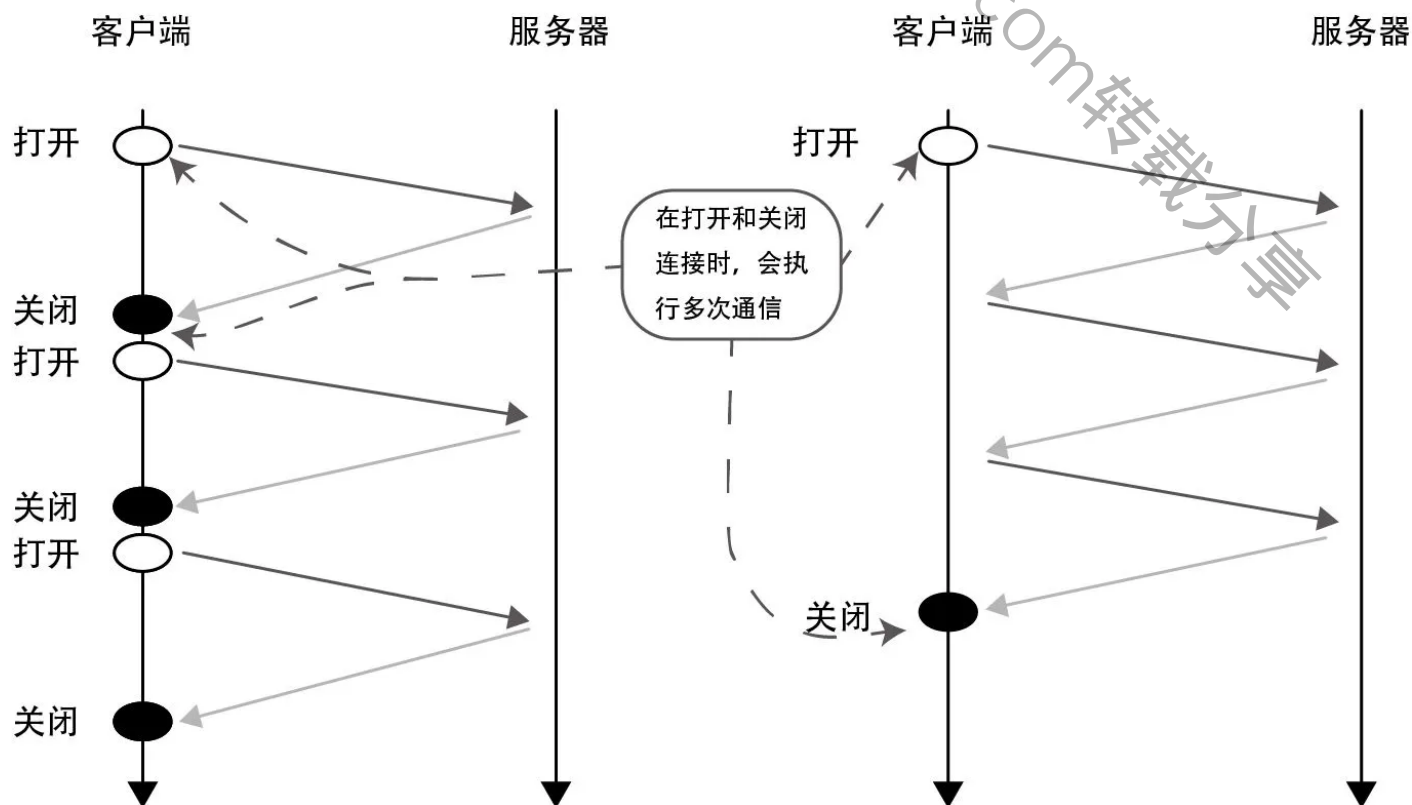 客户端
服务器
客户端
服务器
打开
关闭
打开
关闭
打开
关闭
在打开和关闭
连接时，会执
行多次通信
打开
关闭
com转载分享